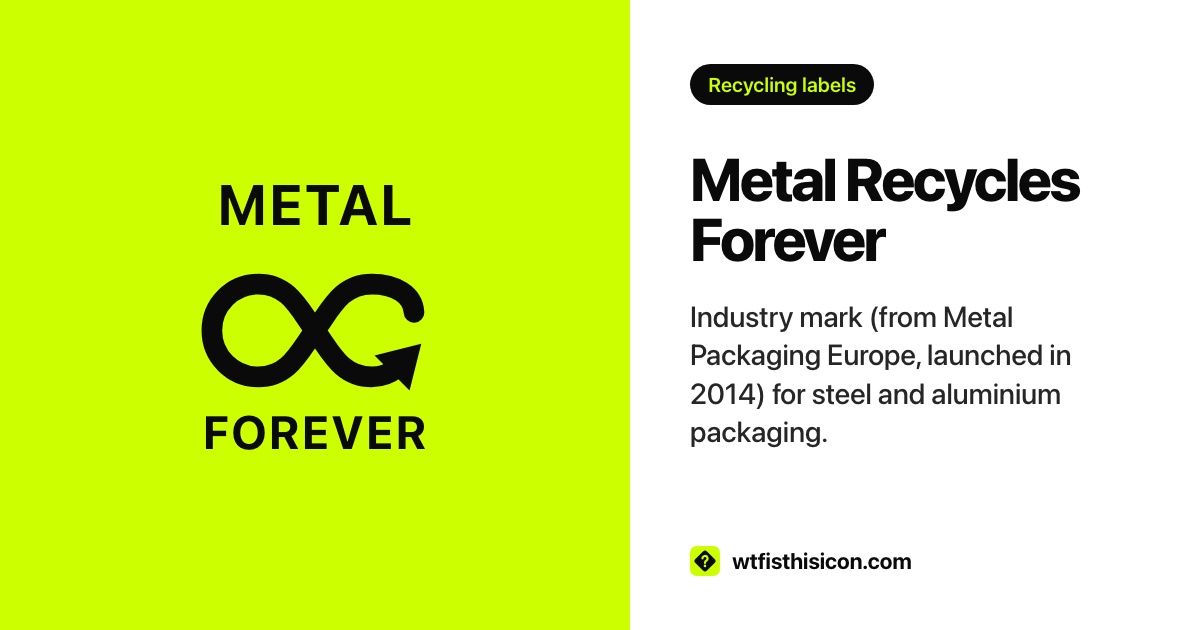 METAL
FOREVER
Recycling labels
Metal Recycles
Forever
Industry mark (from Metal
Packaging Europe, launched in
2014) for steel and aluminium
packaging.
?
wtfisthisicon.com